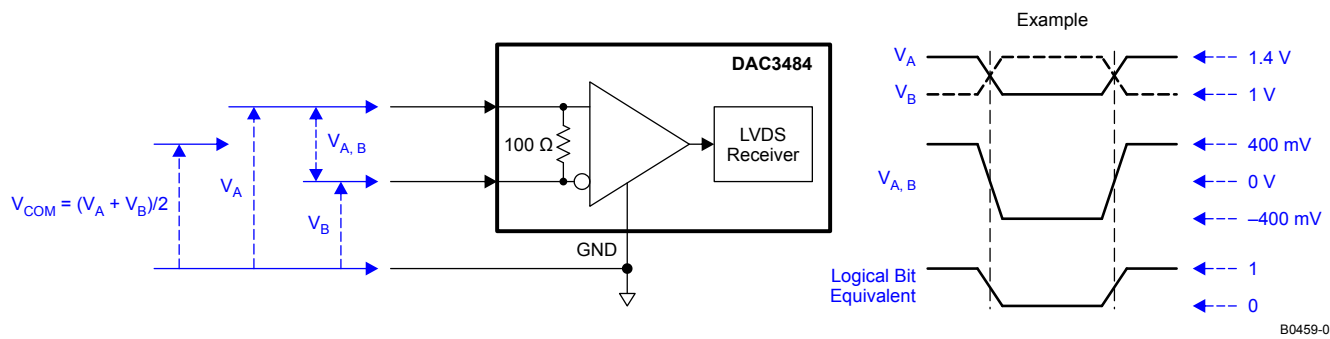 Example
DAC3484
V_A
1.4 V
V_B
1 V
LVDS
Receiver
100 Ω
V_A, B
V_A
V_COM = (V_A + V_B)/2
V_B
GND
400 mV
V_A, B
0 V
–400 mV
Logical Bit
Equivalent
1
0
B0459-0